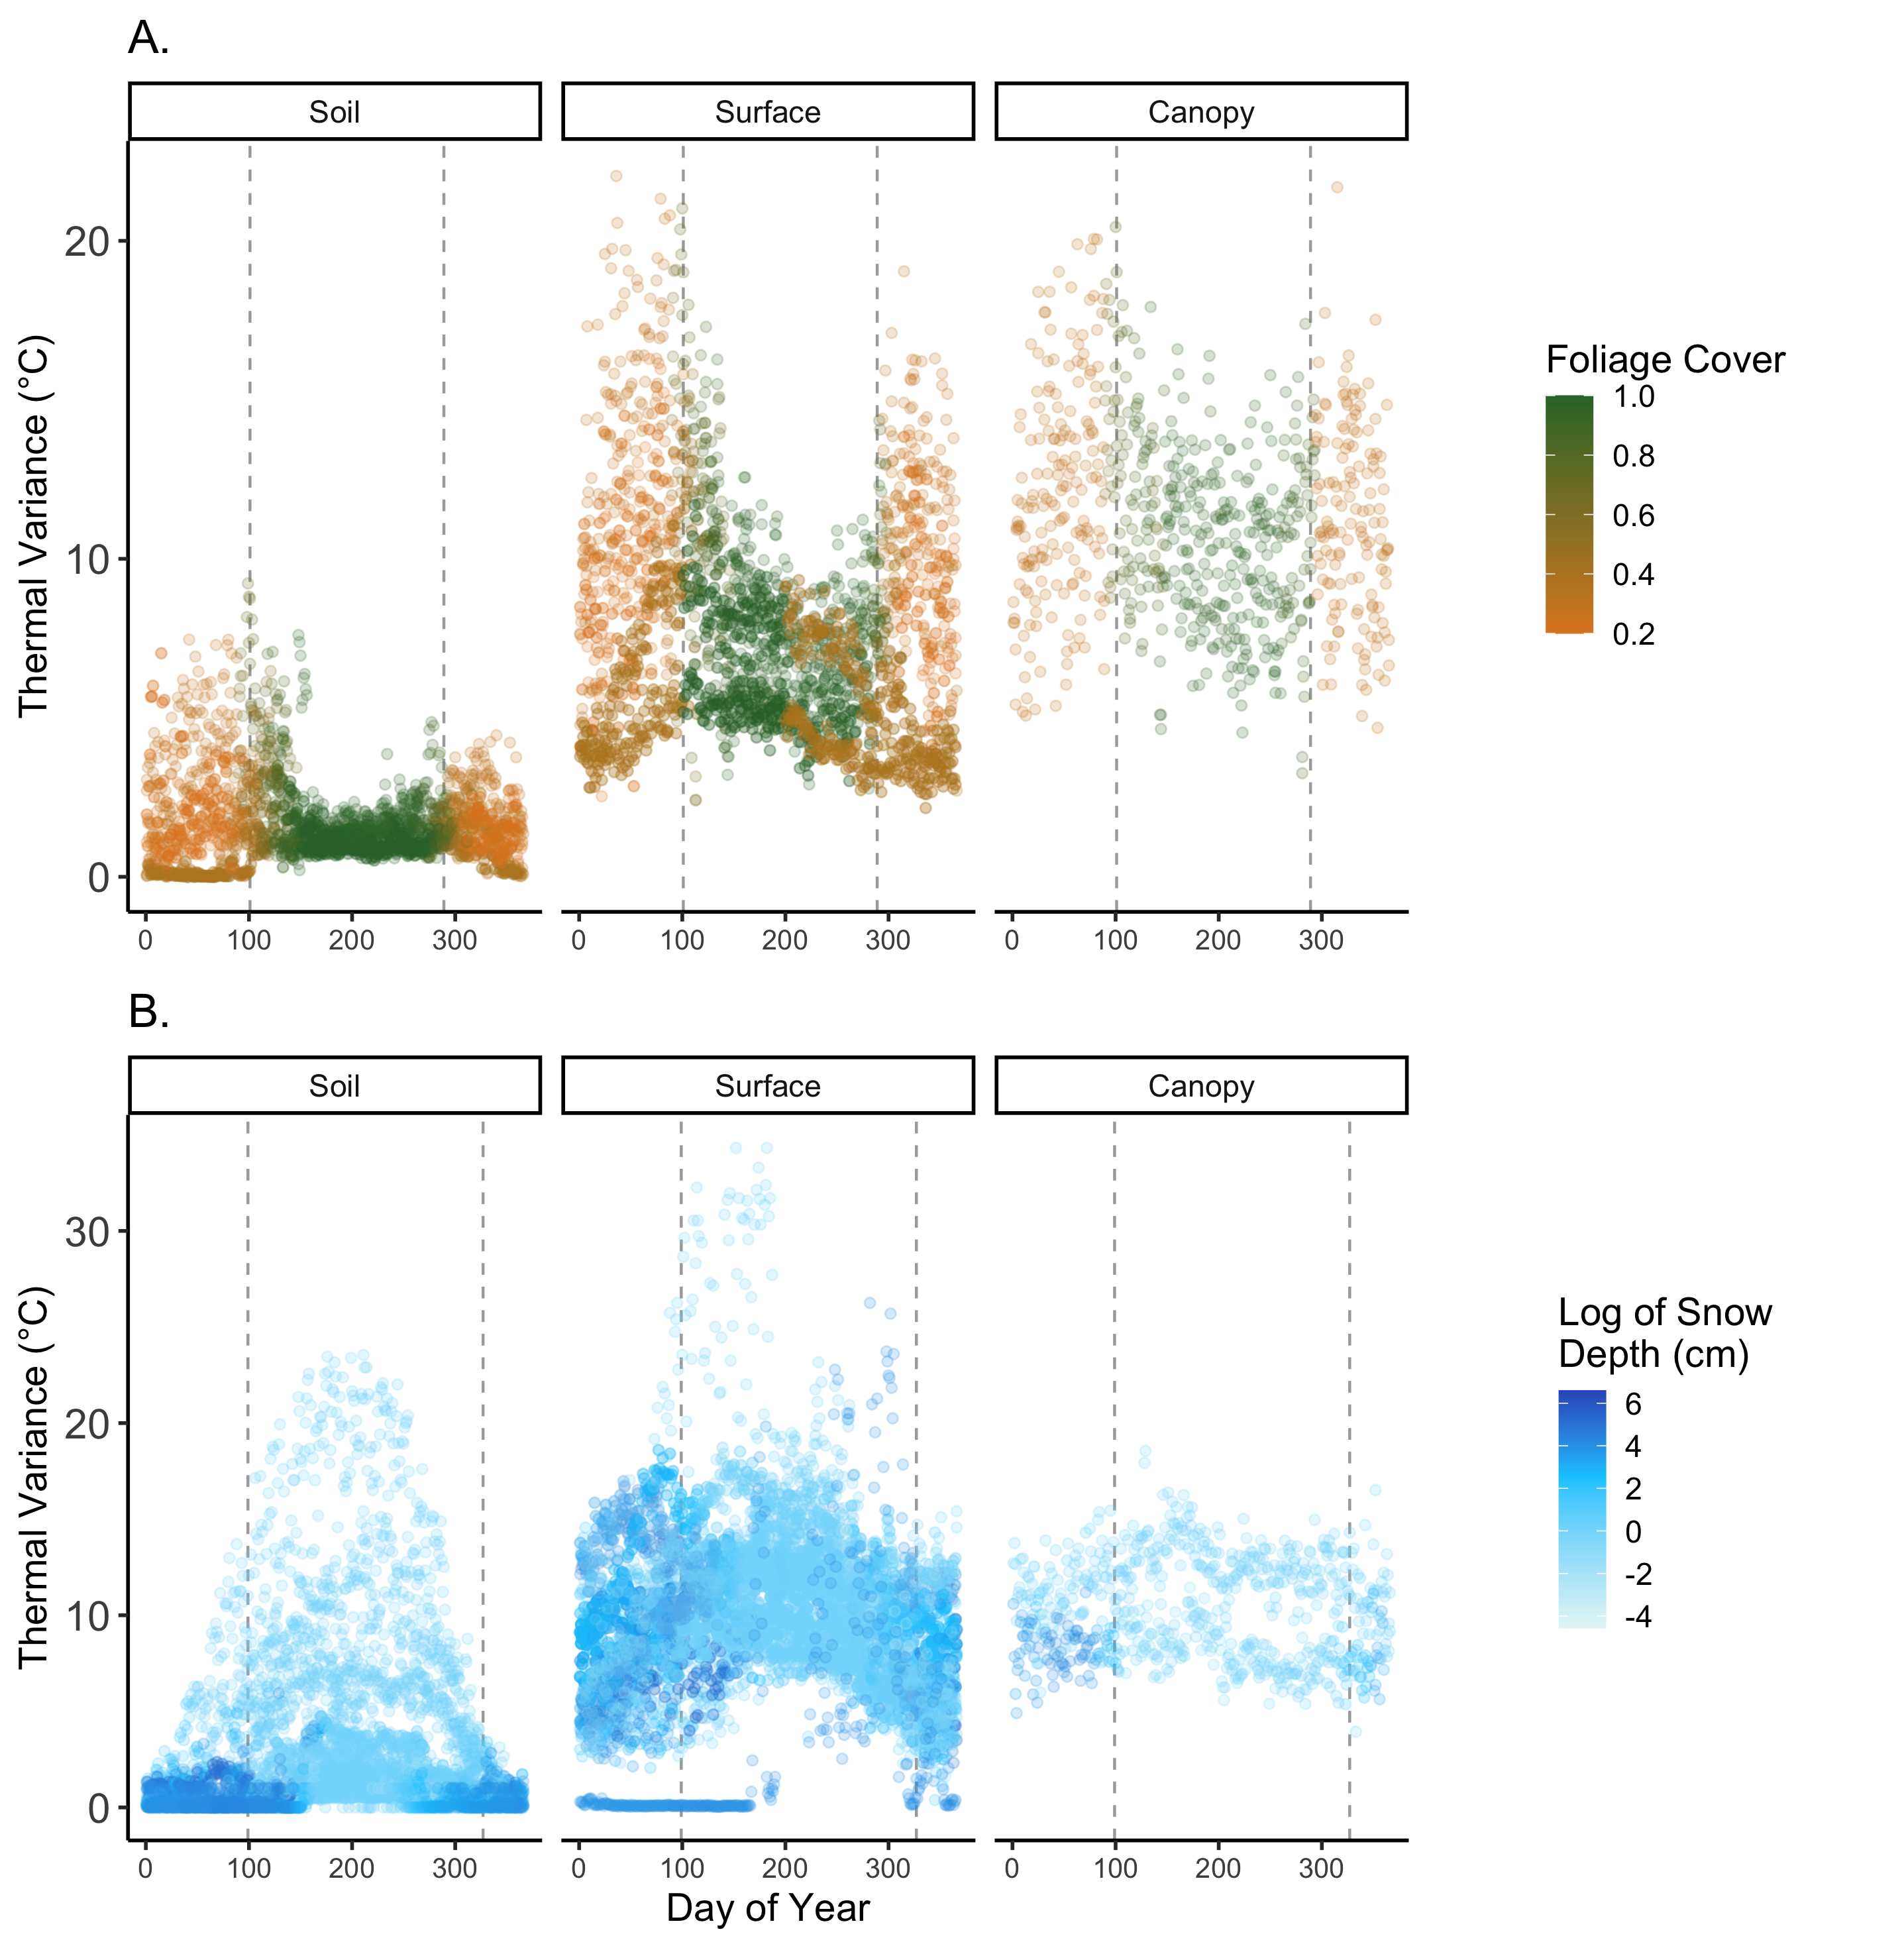 A.
Soil Surface Canopy
Thermal Variance (°C)
20
10
0
0 100 200 300 0 100 200 300 0 100 200 300
Foliage Cover
1.0
0.8
0.6
0.4
0.2
B.
Soil Surface Canopy
Thermal Variance (°C)
30
20
10
0
0 100 200 300 0 100 200 300 0 100 200 300
Day of Year
Log of Snow
Depth (cm)
6
4
2
0
-2
-4